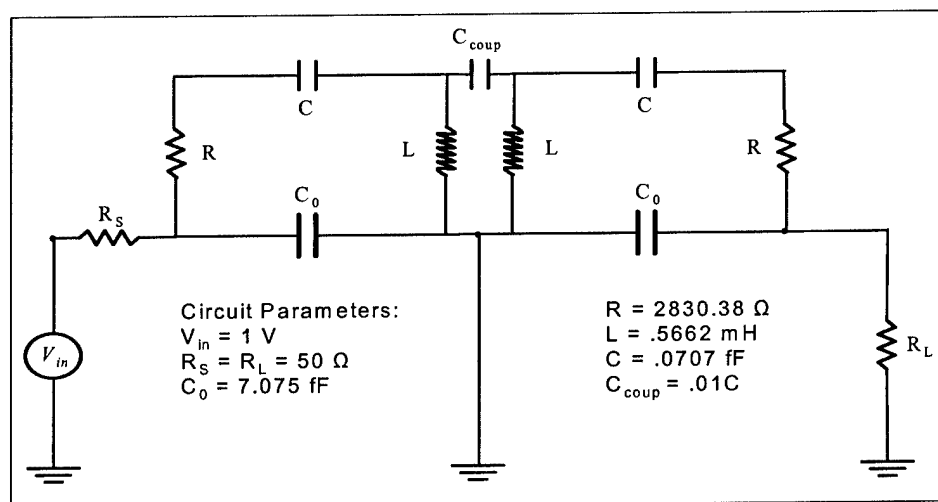 C_coup
C
C
R
L
L
R
C_0
C_0
R_S
V_in
R_L
Circuit Parameters:
V_in = 1 V
R_S = R_L = 50 Ω
C_0 = 7.075 fF
R = 2830.38 Ω
L = .5662 mH
C = .0707 fF
C_coup = .01C